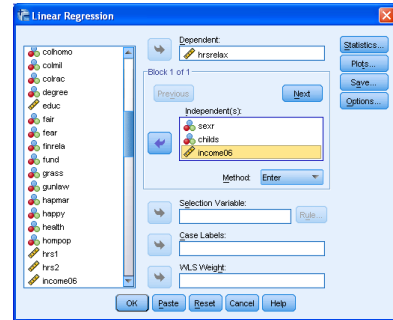 Linear Regression
colhomo
colmil
colrac
degree
educ
fair
fear
finrela
fund
grass
gunlaw
hapmar
happy
health
hompop
hrs1
hrs2
income06
Dependent:
hrsrelax
Block 1 of 1
Previous
Next
Independent(s):
sexr
childs
income06
Method: Enter
Selection Variable:
Rule...
Case Labels:
WLS Weight:
Statistics...
Plots...
Save...
Options...
OK Paste Reset Cancel Help